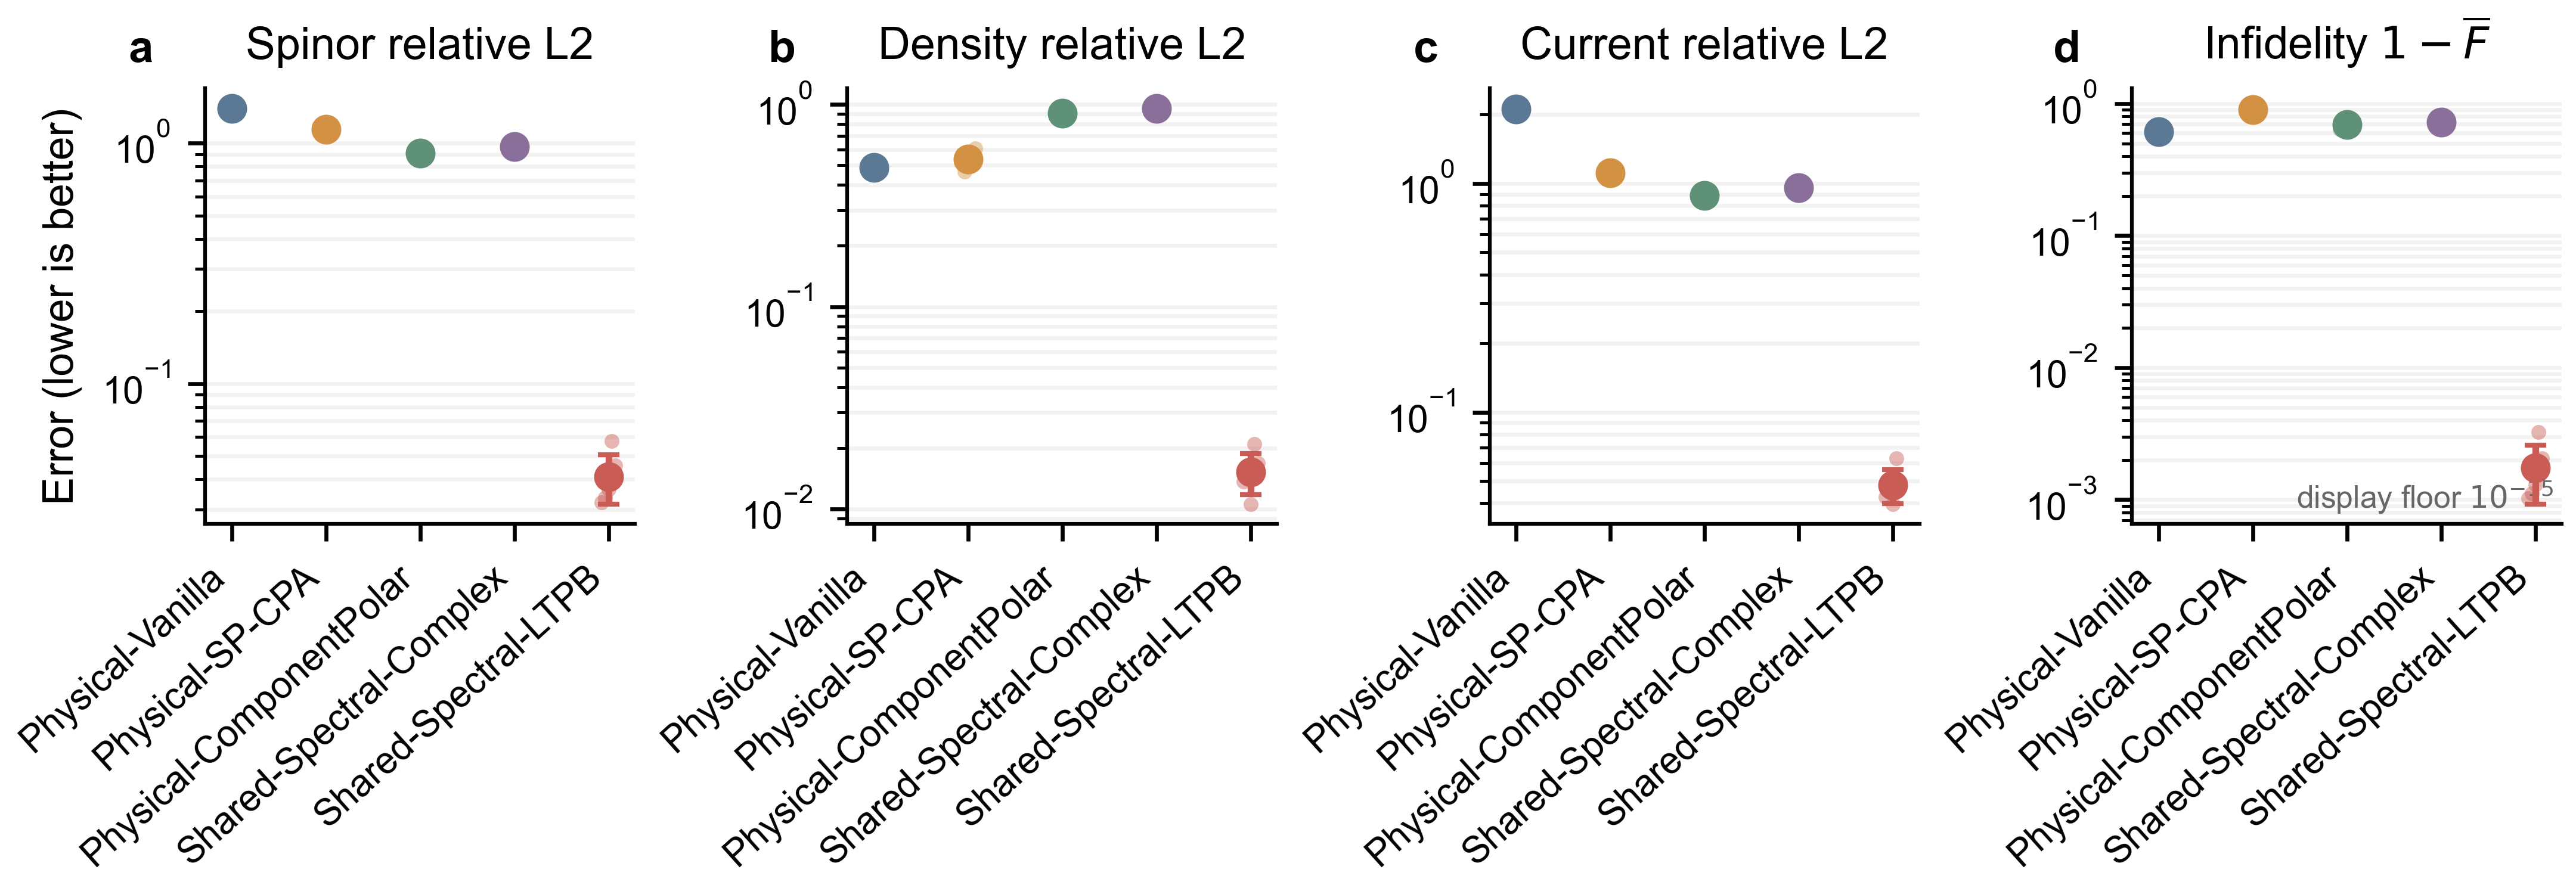 a Spinor relative L2
Error (lower is better)
10⁰
10⁻¹
Physical-Vanilla
Physical-SP-CPA
Physical-ComponentPolar
Shared-Spectral-Complex
Shared-Spectral-LTPB
b Density relative L2
10⁰
10⁻¹
10⁻²
Physical-Vanilla
Physical-SP-CPA
Physical-ComponentPolar
Shared-Spectral-Complex
Shared-Spectral-LTPB
c Current relative L2
10⁰
10⁻¹
Physical-Vanilla
Physical-SP-CPA
Physical-ComponentPolar
Shared-Spectral-Complex
Shared-Spectral-LTPB
d Infidelity 1 − F̅
10⁰
10⁻¹
10⁻²
10⁻³
display floor
Physical-Vanilla
Physical-SP-CPA
Physical-ComponentPolar
Shared-Spectral-Complex
Shared-Spectral-LTPB